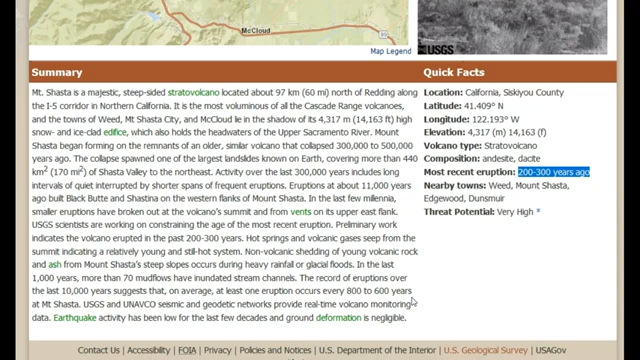 McCloud
89
Map Legend
USGS
Summary
Mt. Shasta is a majestic, steep-sided stratovolcano located about 97 km (60 mi) north of Redding along
the I-5 corridor in Northern California. It is the most voluminous of all the Cascade Range volcanoes,
and the towns of Weed, Mt Shasta City, and McCloud lie in the shadow of its 4,317 m (14,163 ft) high
snow- and ice-clad edifice, which also holds the headwaters of the Upper Sacramento River. Mount
Shasta began forming on the remnants of an older, similar volcano that collapsed 300,000 to 500,000
years ago. The collapse spawned one of the largest landslides known on Earth, covering more than 440
km2 (170 mi2) of Shasta Valley to the northeast. Activity over the last 300,000 years includes long
intervals of quiet interrupted by shorter spans of frequent eruptions. Eruptions at about 11,000 years
ago built Black Butte and Shastina on the western flanks of Mount Shasta. In the last few millennia,
smaller eruptions have broken out at the volcano's summit and from vents on its upper east flank.
USGS scientists are working on constraining the age of the most recent eruption. Preliminary work
indicates the volcano erupted in the past 200-300 years. Hot springs and volcanic gases seep from the
summit indicating a relatively young and still-hot system. Non-volcanic shedding of young volcanic rock
and ash from Mount Shasta's steep slopes occurs during heavy rainfall or glacial floods. In the last
1,000 years, more than 70 mudflows have inundated stream channels. The record of eruptions over
the last 10,000 years suggests that, on average, at least one eruption occurs every 800 to 600 years
at Mt Shasta. USGS and UNAVCO seismic and geodetic networks provide real-time volcano monitoring
data. Earthquake activity has been low for the last few decades and ground deformation is negligible.
Quick Facts
Location: California, Siskiyou County
Latitude: 41.409° N
Longitude: 122.193° W
Elevation: 4,317 (m) 14,163 (f)
Volcano type: Stratovolcano
Composition: andesite, dacite
Most recent eruption: 200-300 years ago
Nearby towns: Weed, Mount Shasta,
Edgewood, Dunsmuir
Threat Potential: Very High *
Contact Us | Accessibility | FOIA | Privacy | Policies and Notices | U.S. Department of the Interior | U.S. Geological Survey | USAGov